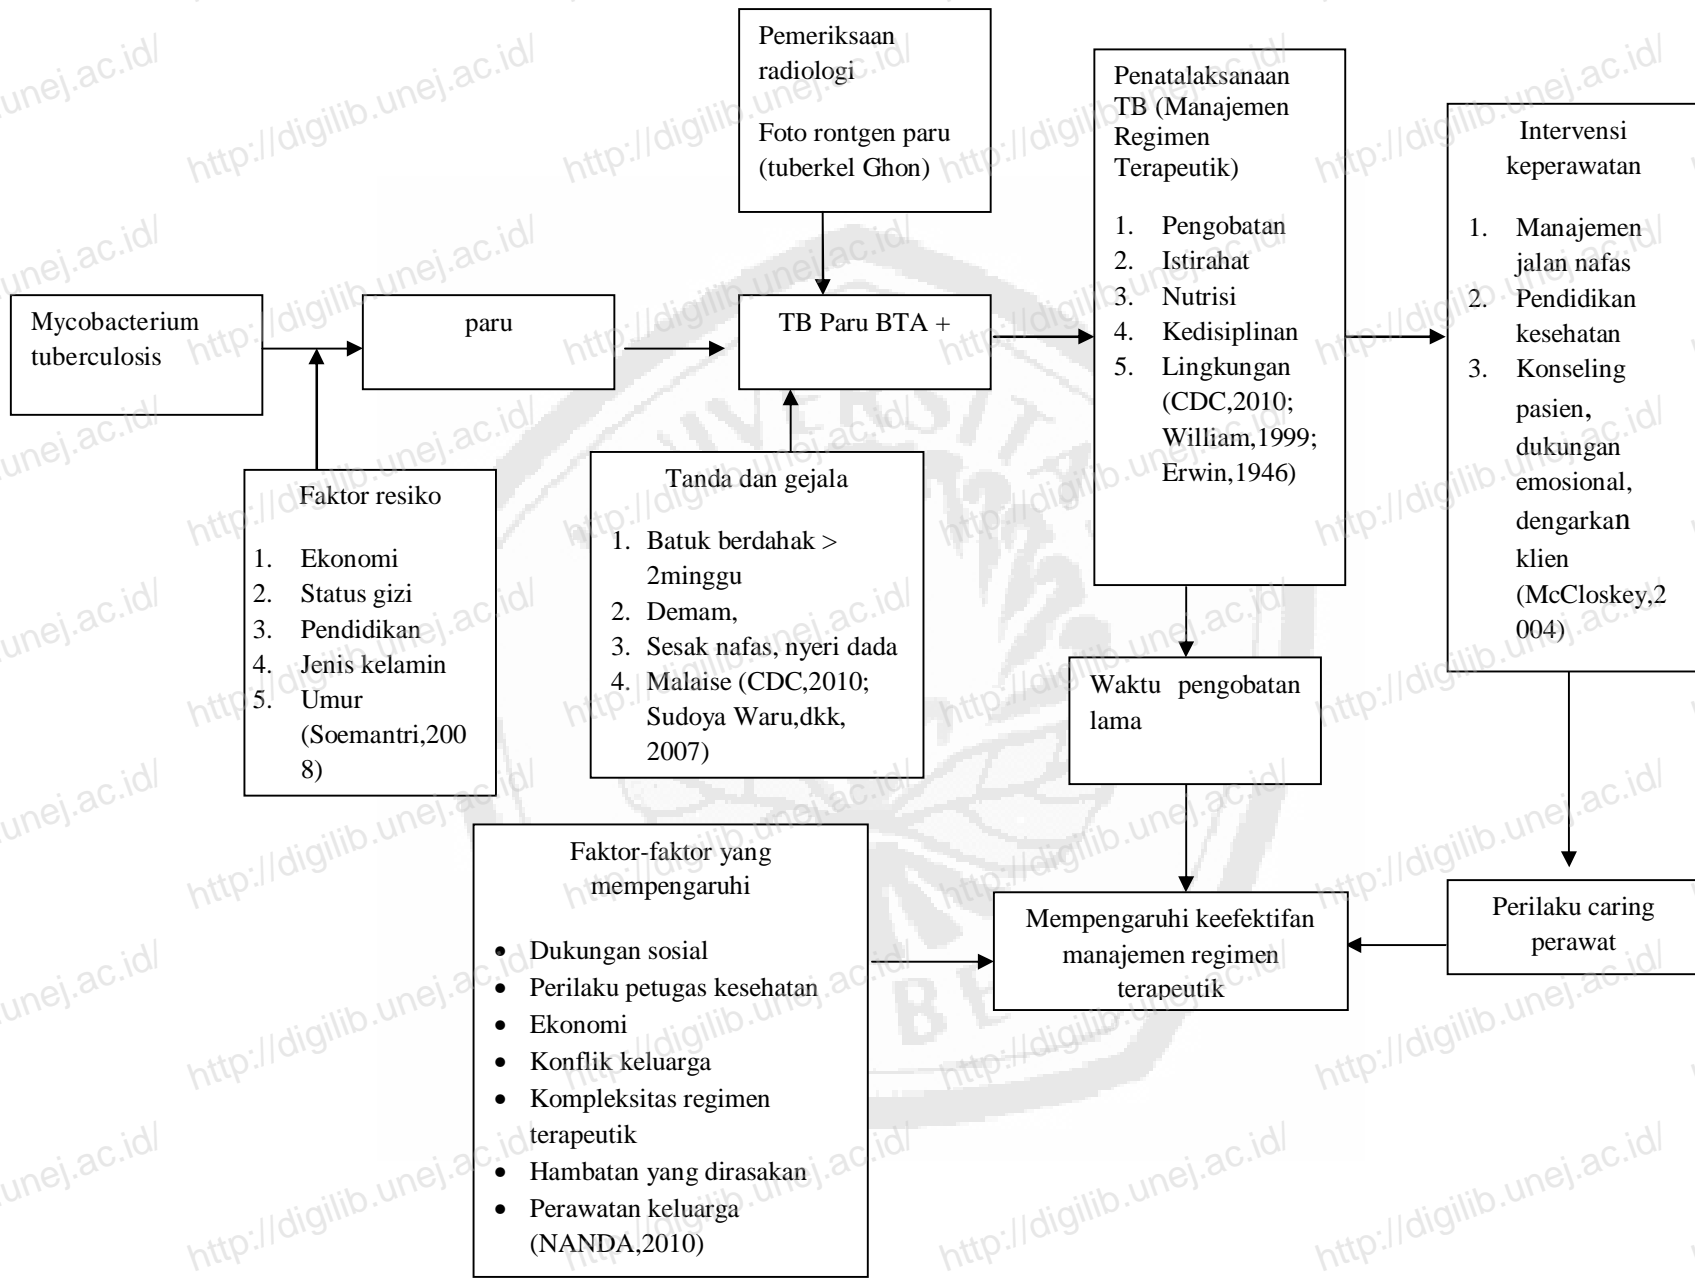 Pemeriksaan
radiologi
Foto rontgen paru
(tuberkel Ghon)
Penatalaksanaan
TB (Manajemen
Regimen
Terapeutik)
1. Pengobatan
2. Istirahat
3. Nutrisi
4. Kedisiplinan
5. Lingkungan
(CDC,2010;
William,1999;
Erwin,1946)
Intervensi
keperawatan
1. Manajemen
jalan nafas
2. Pendidikan
kesehatan
3. Konseling
pasien,
dukungan
emosional,
dengarkan
klien
(McCloskey,2
004)
Mycobacterium
tuberculosis
paru
TB Paru BTA +
Faktor resiko
1. Ekonomi
2. Status gizi
3. Pendidikan
4. Jenis kelamin
5. Umur
(Soemantri,200
8)
Tanda dan gejala
1. Batuk berdahak >
2minggu
2. Demam,
3. Sesak nafas, nyeri dada
4. Malaise (CDC,2010;
Sudoya Waru,dkk,
2007)
Waktu pengobatan
lama
Faktor-faktor yang
mempengaruhi
• Dukungan sosial
• Perilaku petugas kesehatan
• Ekonomi
• Konflik keluarga
• Kompleksitas regimen
terapeutik
• Hambatan yang dirasakan
• Perawatan keluarga
(NANDA,2010)
Mempengaruhi keefektifan
manajemen regimen
terapeutik
Perilaku caring
perawat
http://digilib.unej.ac.id/